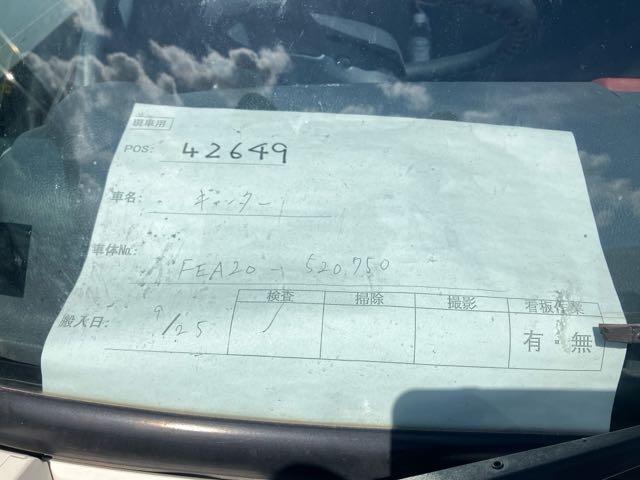 廃車用
POS: 42649
車名: キャンター
車体No: FEA20-520750
検査 掃除 撮影 看板作業
搬入日: 9/25 有 無